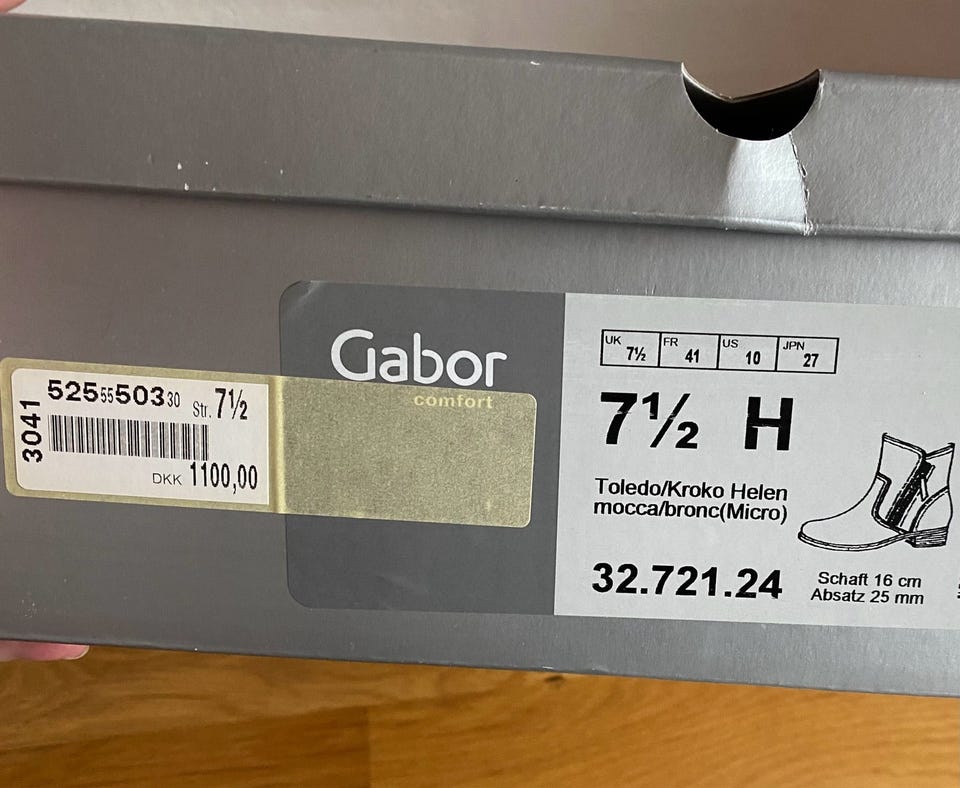 3041
525 55 503 30 Str. 7½
DKK 1100,00
Gabor
comfort
UK 7½ FR 41 US 10 JPN 27
7½ H
Toledo/Kroko Helen
mocca/bronc(Micro)
32.721.24
Schaft 16 cm
Absatz 25 mm